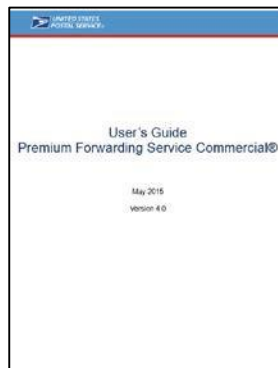 UNITED STATES
POSTAL SERVICE®
User's Guide
Premium Forwarding Service Commercial®
May 2015
Version 4.0